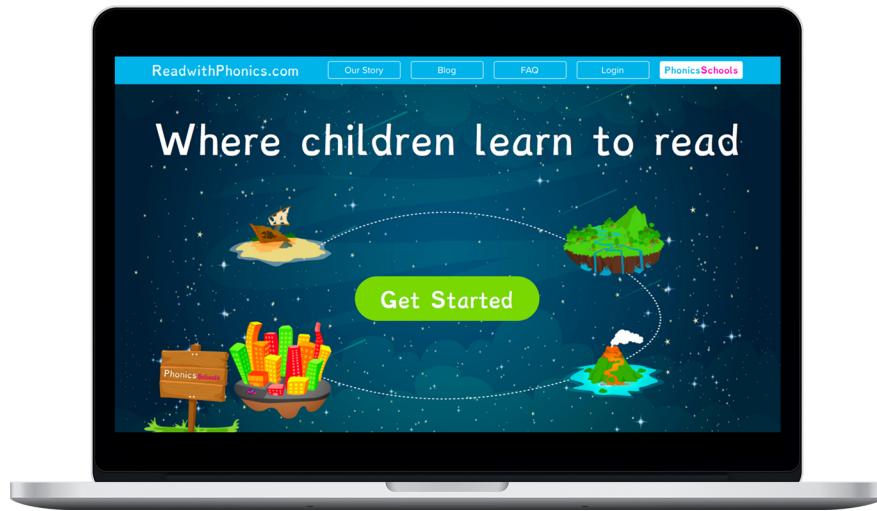 ReadwithPhonics.com
Our Story
Blog
FAQ
Login
PhonicsSchools
Where children learn to read
Get Started
PhonicsSchools